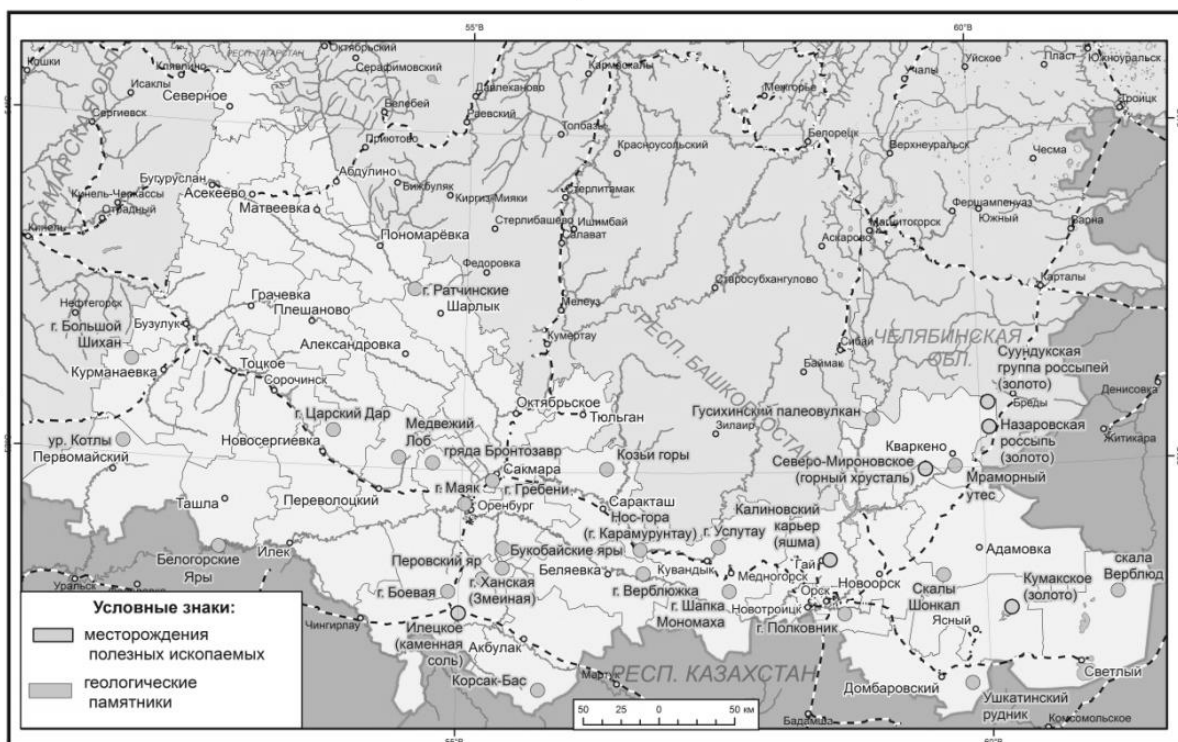 55°В
60°В
Кошки
Клявлино
РЕСП. ТАТАРСТАН
Октябрьский
Серафимовский
Кармаскалы
Межгорье
Учалы
Уйское
Пласт
Южноуральск
Исаклы
Северное
Давлеканово
Троицк
САМАРСКАЯ ОБЛ.
Сергиевск
Белебей
Раевский
Толбазы
Белорецк
Приютово
Красноусольский
Верхнеуральск
Чесма
Бугуруслан
Абдулино
Кинель-Черкассы
Асекеево
Бижбуляк
Стерлитамак
Отрадный
Матвеевка
Киргиз-Мияки
Фершампенуаз
Южный
Стерлибашево
Ишимбай
Магнитогорск
Варна
Кинель
Салават
Аскарово
Пономарёвка
Федоровка
Старосубхангулово
Карталы
Нефтегорск
Грачевка
г. Ратчинские
Шарлык
Мелеуз
г. Большой
Шихан
Бузулук
Плешаново
РЕСП. БАШКОРТОСТАН
ЧЕЛЯБИНСКАЯ
ОБЛ.
Кумертау
Сибай
Александровка
Суундукская
группа россыпей
(золото)
Курманаевка
Тоцкое
Баймак
Сорочинск
Денисовка
Бреды
Октябрьское
Тюльган
Гусихинский палеовулкан
г. Царский Дар
Медвежий
Лоб
Зилаир
Назаровская
россыпь
(золото)
Житикара
ур. Котлы
Новосергиевка
гряда Бронтозавр
Козьи горы
Кваркено
Первомайский
Сакмара
Северо-Мироновское
(горный хрусталь)
г. Маяк
г. Гребени
Мраморный
утес
Ташла
Переволоцкий
Оренбург
Саракташ
Калиновский
карьер
(яшма)
Нос-гора
(г. Карамурунтау)
г. Услутау
Илек
Белогорские
Яры
Перовский яр
Букобайские яры
Адамовка
скала
Верблюд
Беляевка
Кувандык
Гай
Медногорск
Новоорск
Уральск
г. Ханская
(Змеиная)
г. Боевая
г. Верблюжка
Орск
Скалы
Шонкал
Кумакское
(золото)
Условные знаки:
г. Шапка
Мономаха
Новотроицк
Чингирлау
г. Полковник
Ясный
месторождения
полезных ископаемых
Илецкое
(каменная
соль)
Акбулак
Мартук
РЕСП. КАЗАХСТАН
Светлый
геологические
памятники
Корсак-Бас
Домбаровский
Ушкатинский
рудник
50 25 0 25 50 км
Бадамша
Комсомольское
55°В
60°В